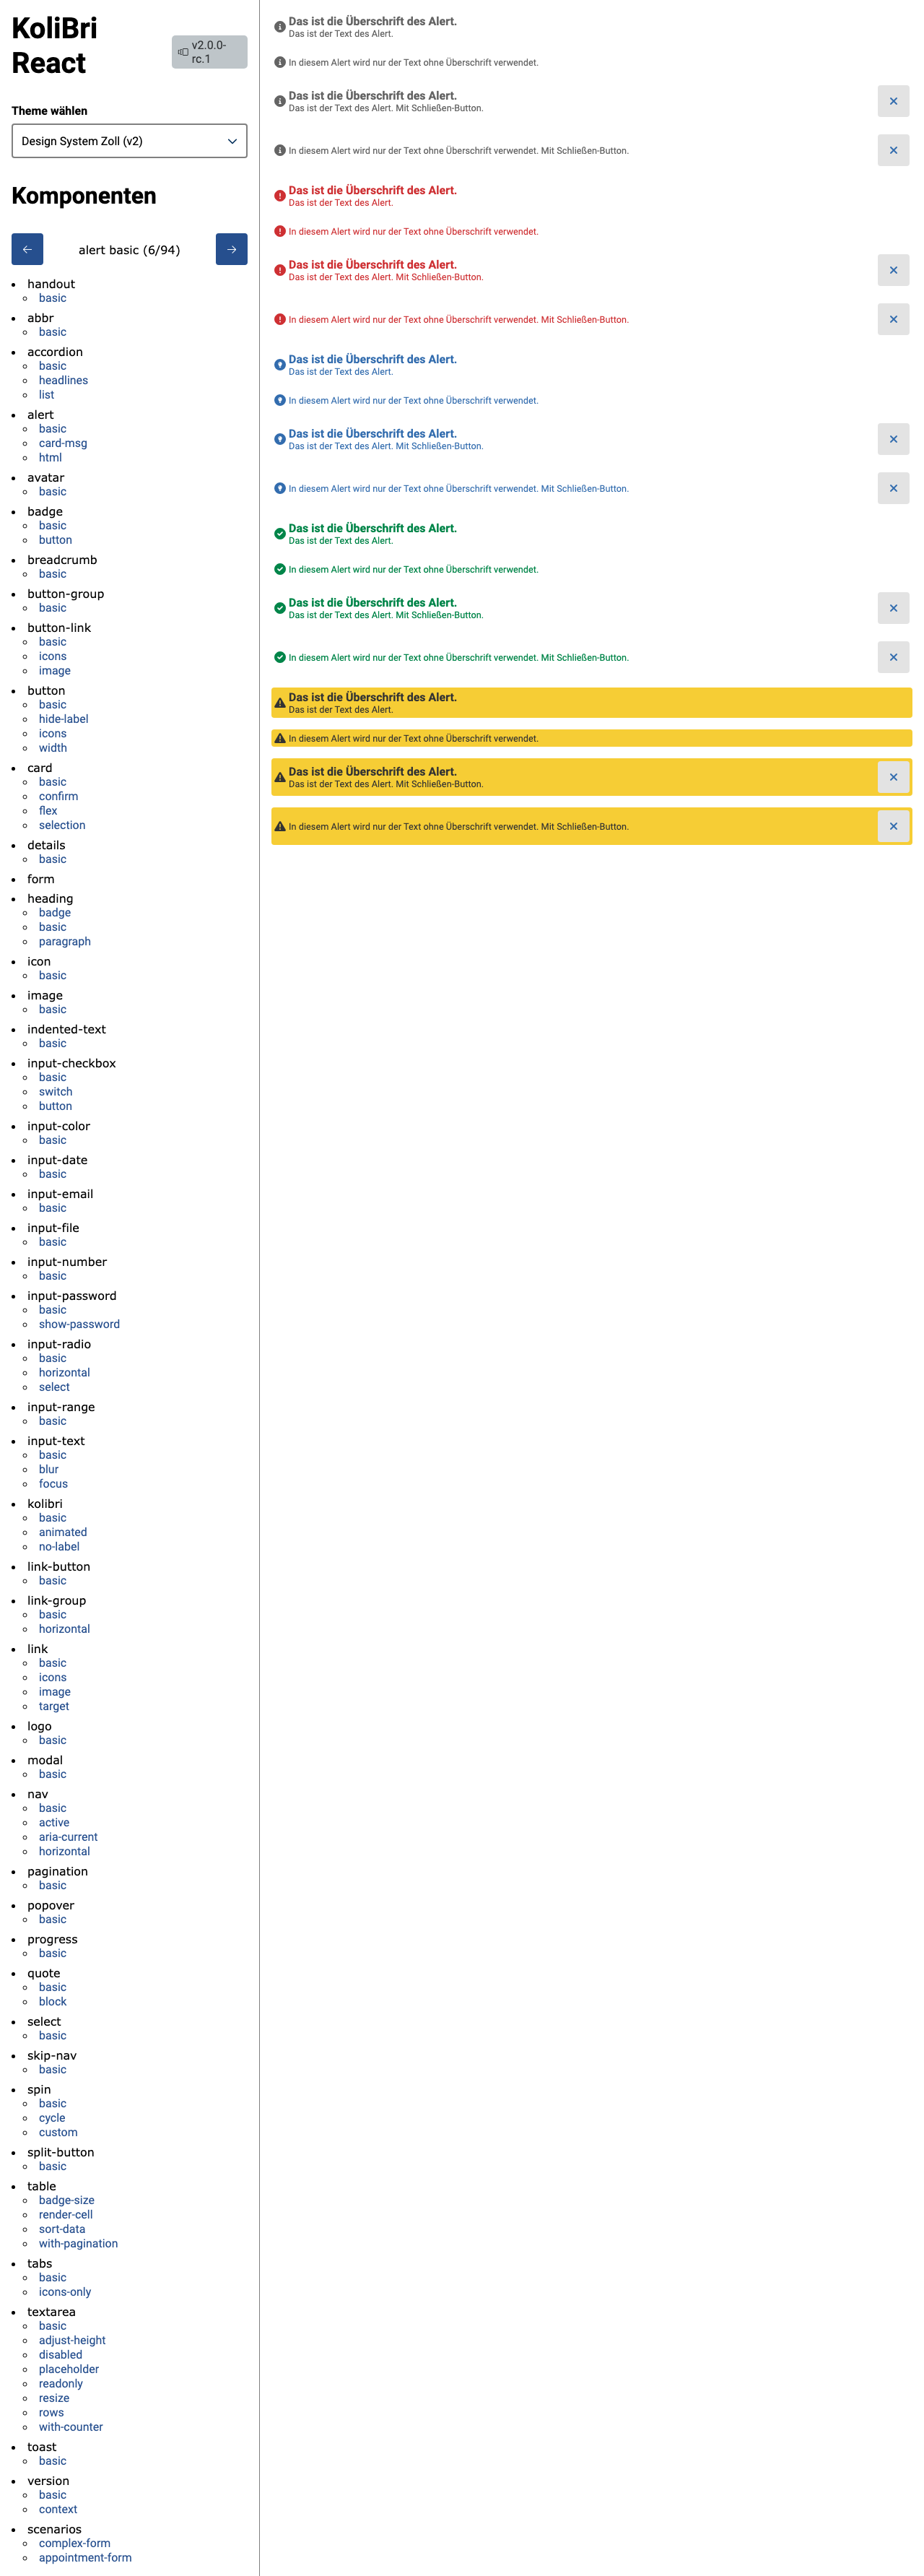 KoliBri
React
v2.0.0-
rc.1
Theme wählen
Design System Zoll (v2)
Komponenten
alert basic (6/94)
handout
basic
abbr
basic
accordion
basic
headlines
list
alert
basic
card-msg
html
avatar
basic
badge
basic
button
breadcrumb
basic
button-group
basic
button-link
basic
icons
image
button
basic
hide-label
icons
width
card
basic
confirm
flex
selection
details
basic
form
heading
badge
basic
paragraph
icon
basic
image
basic
indented-text
basic
input-checkbox
basic
switch
button
input-color
basic
input-date
basic
input-email
basic
input-file
basic
input-number
basic
input-password
basic
show-password
input-radio
basic
horizontal
select
input-range
basic
input-text
basic
blur
focus
kolibri
basic
animated
no-label
link-button
basic
link-group
basic
horizontal
link
basic
icons
image
target
logo
basic
modal
basic
nav
basic
active
aria-current
horizontal
pagination
basic
popover
basic
progress
basic
quote
basic
block
select
basic
skip-nav
basic
spin
basic
cycle
custom
split-button
basic
table
badge-size
render-cell
sort-data
with-pagination
tabs
basic
icons-only
textarea
basic
adjust-height
disabled
placeholder
readonly
resize
rows
with-counter
toast
basic
version
basic
context
scenarios
complex-form
appointment-form
Das ist die Überschrift des Alert.
Das ist der Text des Alert.
In diesem Alert wird nur der Text ohne Überschrift verwendet.
Das ist die Überschrift des Alert.
Das ist der Text des Alert. Mit Schließen-Button.
In diesem Alert wird nur der Text ohne Überschrift verwendet. Mit Schließen-Button.
Das ist die Überschrift des Alert.
Das ist der Text des Alert.
In diesem Alert wird nur der Text ohne Überschrift verwendet.
Das ist die Überschrift des Alert.
Das ist der Text des Alert. Mit Schließen-Button.
In diesem Alert wird nur der Text ohne Überschrift verwendet. Mit Schließen-Button.
Das ist die Überschrift des Alert.
Das ist der Text des Alert.
In diesem Alert wird nur der Text ohne Überschrift verwendet.
Das ist die Überschrift des Alert.
Das ist der Text des Alert. Mit Schließen-Button.
In diesem Alert wird nur der Text ohne Überschrift verwendet. Mit Schließen-Button.
Das ist die Überschrift des Alert.
Das ist der Text des Alert.
In diesem Alert wird nur der Text ohne Überschrift verwendet.
Das ist die Überschrift des Alert.
Das ist der Text des Alert. Mit Schließen-Button.
In diesem Alert wird nur der Text ohne Überschrift verwendet. Mit Schließen-Button.
Das ist die Überschrift des Alert.
Das ist der Text des Alert.
In diesem Alert wird nur der Text ohne Überschrift verwendet.
Das ist die Überschrift des Alert.
Das ist der Text des Alert. Mit Schließen-Button.
In diesem Alert wird nur der Text ohne Überschrift verwendet. Mit Schließen-Button.